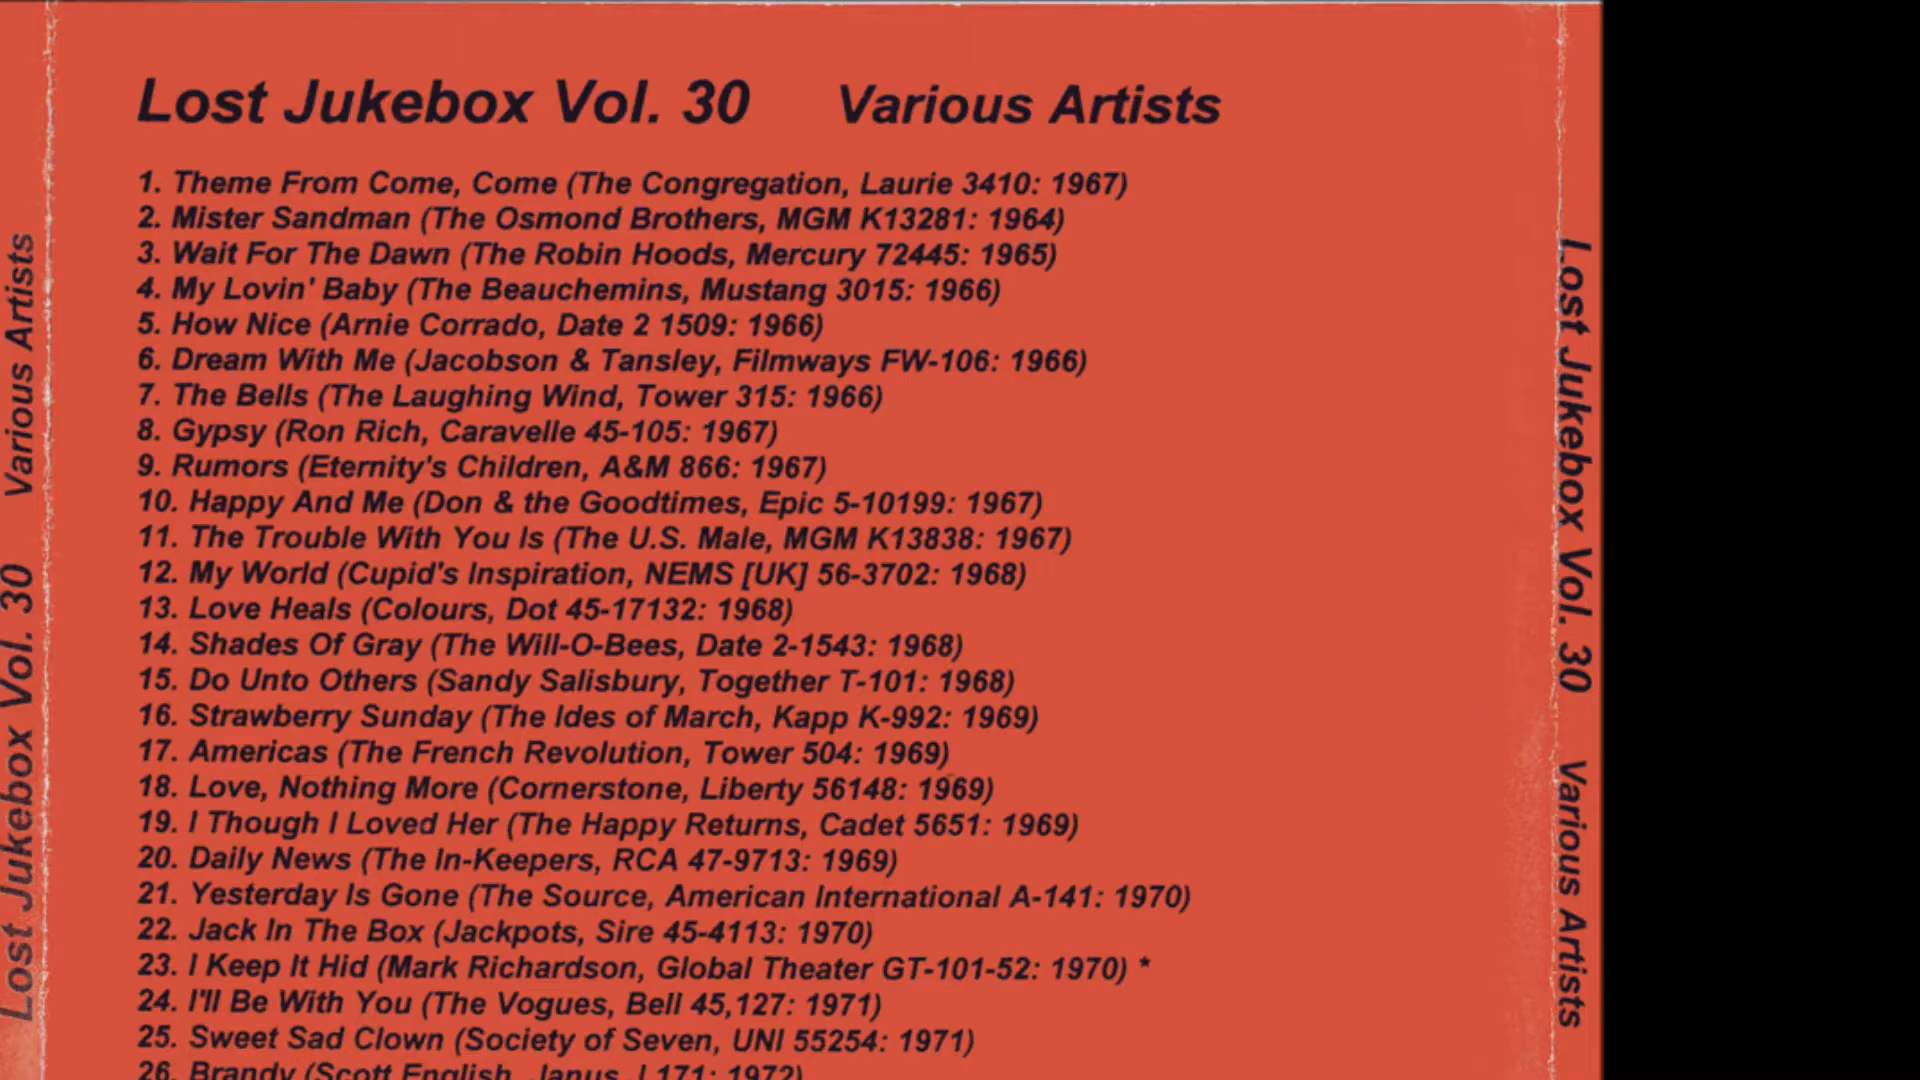 Lost Jukebox Vol. 30 Various Artists
1. Theme From Come, Come (The Congregation, Laurie 3410: 1967)
2. Mister Sandman (The Osmond Brothers, MGM K13281: 1964)
3. Wait For The Dawn (The Robin Hoods, Mercury 72445: 1965)
4. My Lovin' Baby (The Beauchemins, Mustang 3015: 1966)
5. How Nice (Arnie Corrado, Date 2 1509: 1966)
6. Dream With Me (Jacobson & Tansley, Filmways FW-106: 1966)
7. The Bells (The Laughing Wind, Tower 315: 1966)
8. Gypsy (Ron Rich, Caravelle 45-105: 1967)
9. Rumors (Eternity's Children, A&M 866: 1967)
10. Happy And Me (Don & the Goodtimes, Epic 5-10199: 1967)
11. The Trouble With You Is (The U.S. Male, MGM K13838: 1967)
12. My World (Cupid's Inspiration, NEMS [UK] 56-3702: 1968)
13. Love Heals (Colours, Dot 45-17132: 1968)
14. Shades Of Gray (The Will-O-Bees, Date 2-1543: 1968)
15. Do Unto Others (Sandy Salisbury, Together T-101: 1968)
16. Strawberry Sunday (The Ides of March, Kapp K-992: 1969)
17. Americas (The French Revolution, Tower 504: 1969)
18. Love, Nothing More (Cornerstone, Liberty 56148: 1969)
19. I Though I Loved Her (The Happy Returns, Cadet 5651: 1969)
20. Daily News (The In-Keepers, RCA 47-9713: 1969)
21. Yesterday Is Gone (The Source, American International A-141: 1970)
22. Jack In The Box (Jackpots, Sire 45-4113: 1970)
23. I Keep It Hid (Mark Richardson, Global Theater GT-101-52: 1970) *
24. I'll Be With You (The Vogues, Bell 45,127: 1971)
25. Sweet Sad Clown (Society of Seven, UNI 55254: 1971)
26. Brandy (Scott English, Janus J 171: 1972)
Lost Jukebox Vol. 30 Various Artists
Lost Jukebox Vol. 30 Various Artists